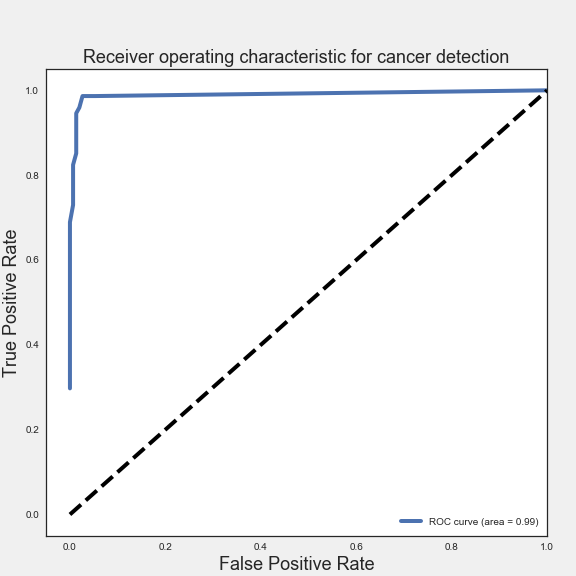 Receiver operating characteristic for cancer detection
1.0
0.8
0.6
0.4
0.2
0.0
True Positive Rate
ROC curve (area = 0.99)
0.0 0.2 0.4 0.6 0.8 1.0
False Positive Rate